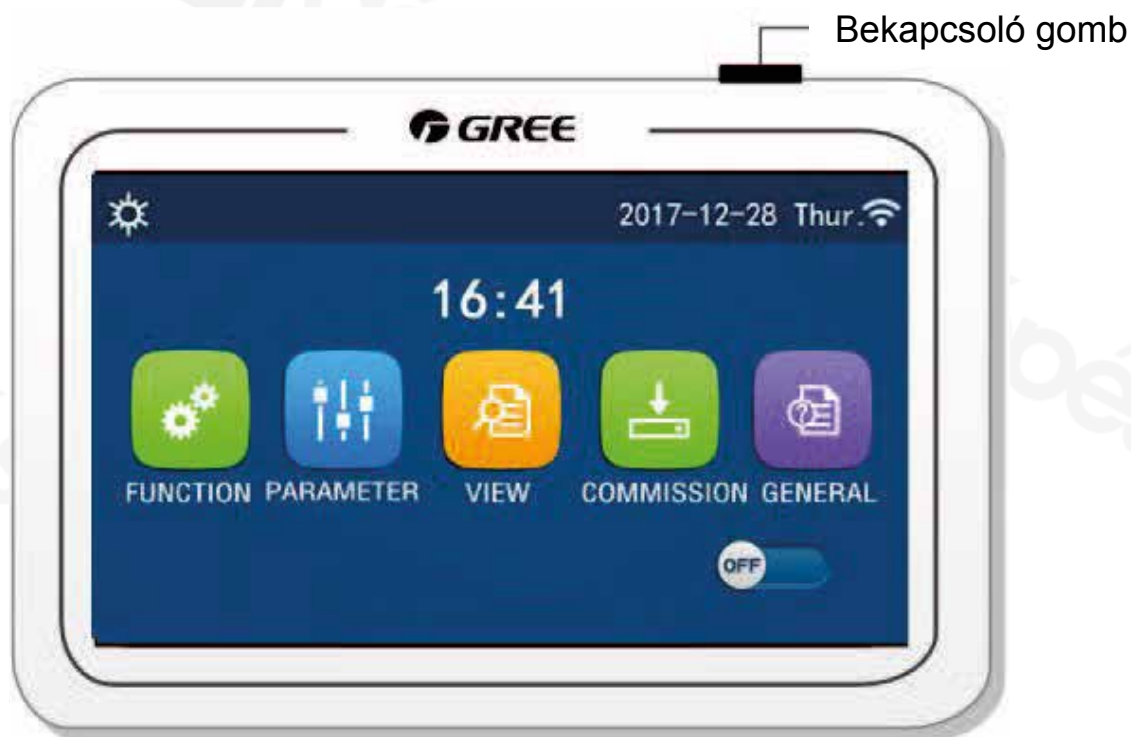 Bekapcsoló gomb
GREE
2017-12-28 Thur.
16:41
FUNCTION PARAMETER VIEW COMMISSION GENERAL
OFF